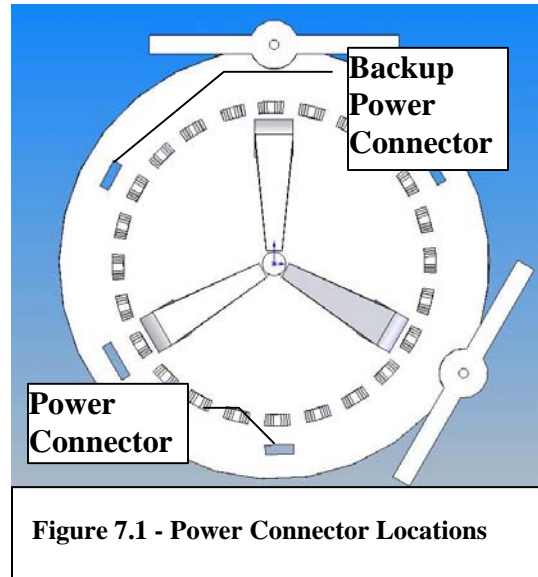 Backup
Power
Connector
Power
Connector
Figure 7.1 - Power Connector Locations